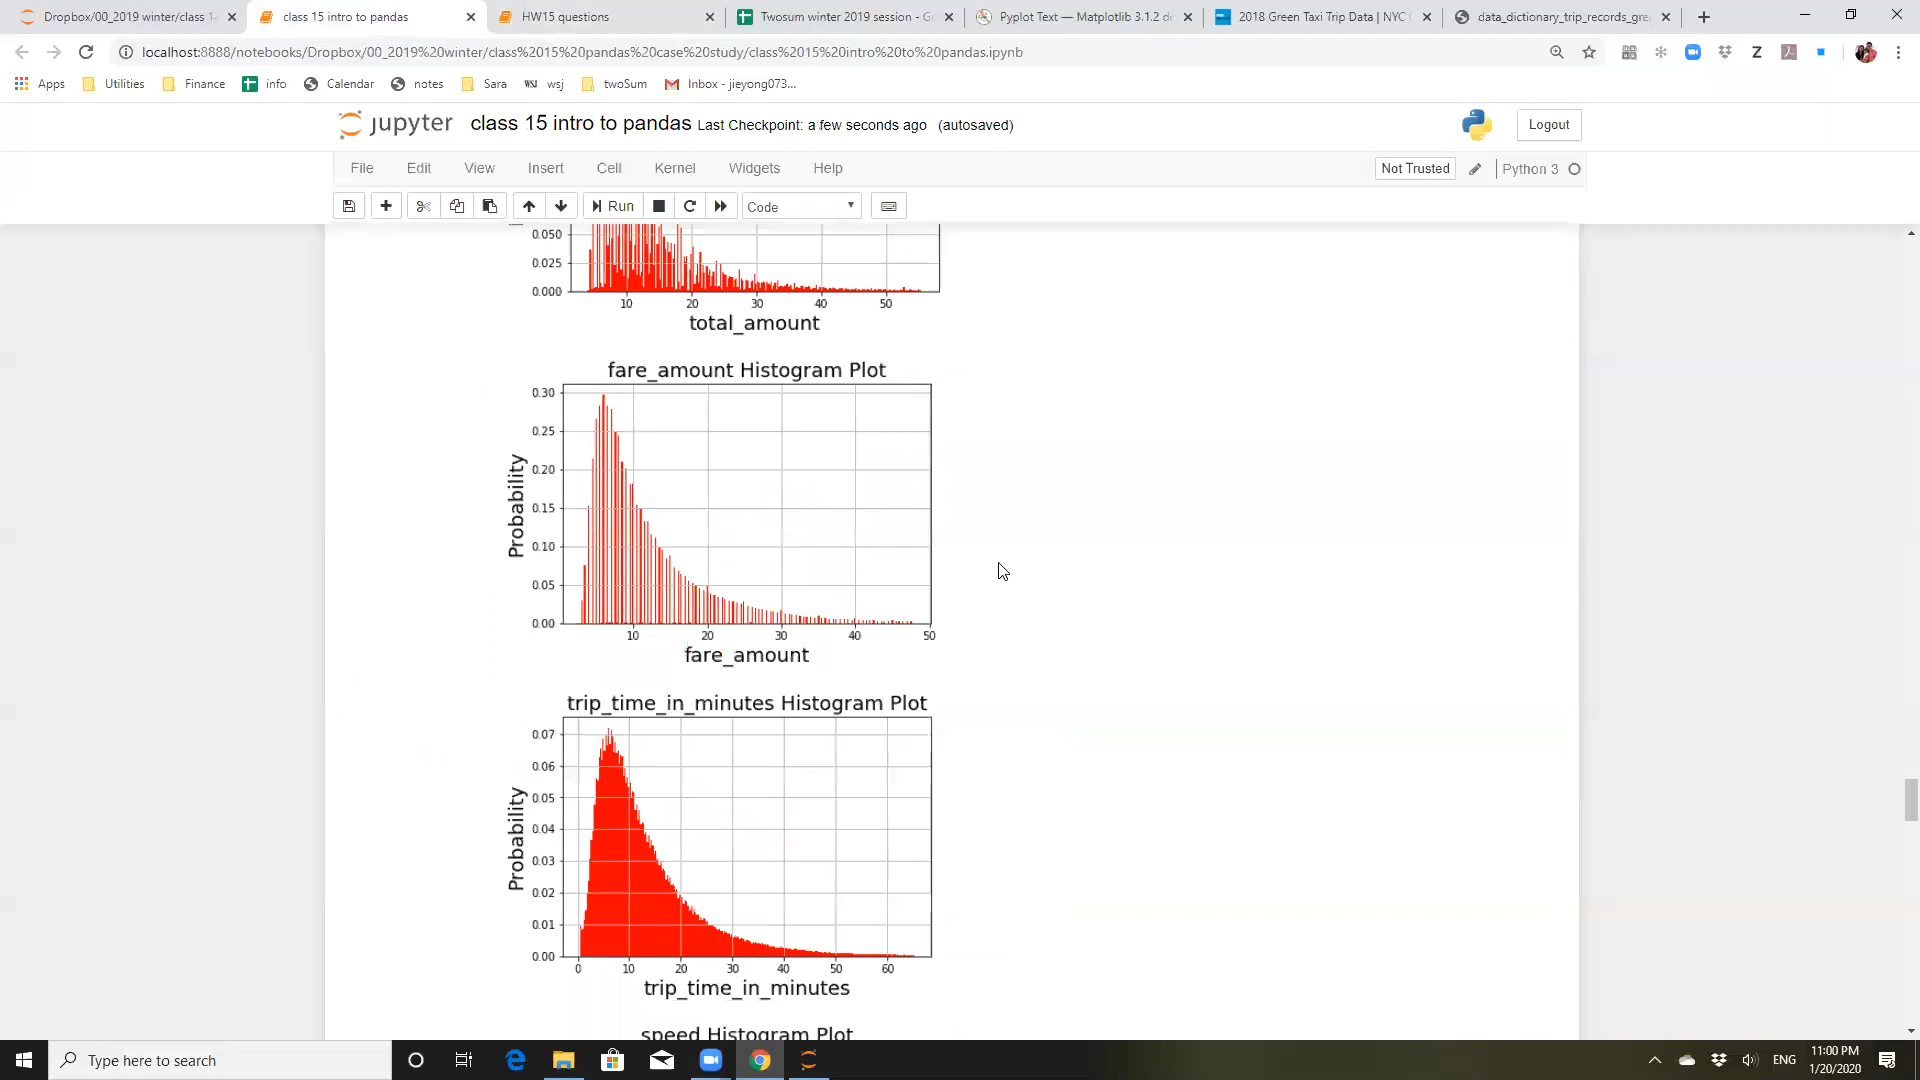 Dropbox/00_2019 winter/class 1
class 15 intro to pandas
HW15 questions
Twosum winter 2019 session - G
Pyplot Text — Matplotlib 3.1.2 d
2018 Green Taxi Trip Data | NYC
data_dictionary_trip_records_gre
localhost:8888/notebooks/Dropbox/00_2019%20winter/class%2015%20pandas%20case%20study/class%2015%20intro%20to%20pandas.ipynb
Apps Utilities Finance info Calendar notes Sara WSJ wsj twoSum Inbox - jieyong073...
jupyter class 15 intro to pandas Last Checkpoint: a few seconds ago (autosaved)
Logout
File Edit View Insert Cell Kernel Widgets Help
Not Trusted
Python 3
Run
Code
0.050
0.025
0.000
10 20 30 40 50
total_amount
fare_amount Histogram Plot
0.30
0.25
0.20
0.15
0.10
0.05
0.00
Probability
10 20 30 40 50
fare_amount
trip_time_in_minutes Histogram Plot
0.07
0.06
0.05
0.04
0.03
0.02
0.01
0.00
Probability
0 10 20 30 40 50 60
trip_time_in_minutes
speed Histogram Plot
Type here to search
ENG
11:00 PM
1/20/2020